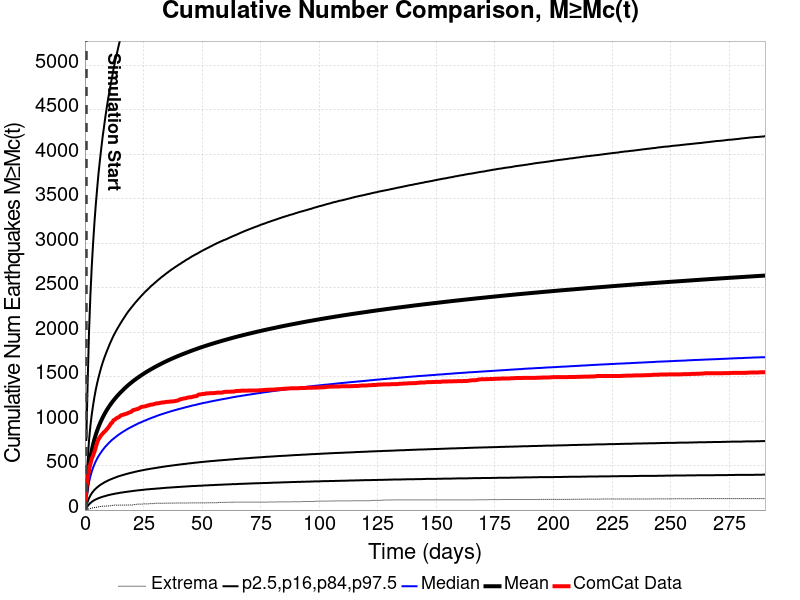 Cumulative Number Comparison, M≥Mc(t)
Cumulative Num Earthquakes M≥Mc(t)
5000
4500
4000
3500
3000
2500
2000
1500
1000
500
0
Simulation Start
0 25 50 75 100 125 150 175 200 225 250 275
Time (days)
Extrema p2.5,p16,p84,p97.5 Median Mean ComCat Data